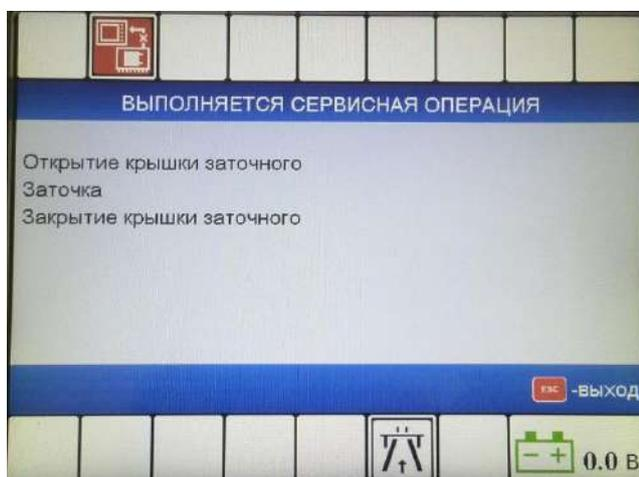 ВЫПОЛНЯЕТСЯ СЕРВИСНАЯ ОПЕРАЦИЯ
Открытие крышки заточного
Заточка
Закрытие крышки заточного
ESC -ВЫХОД
0.0 В